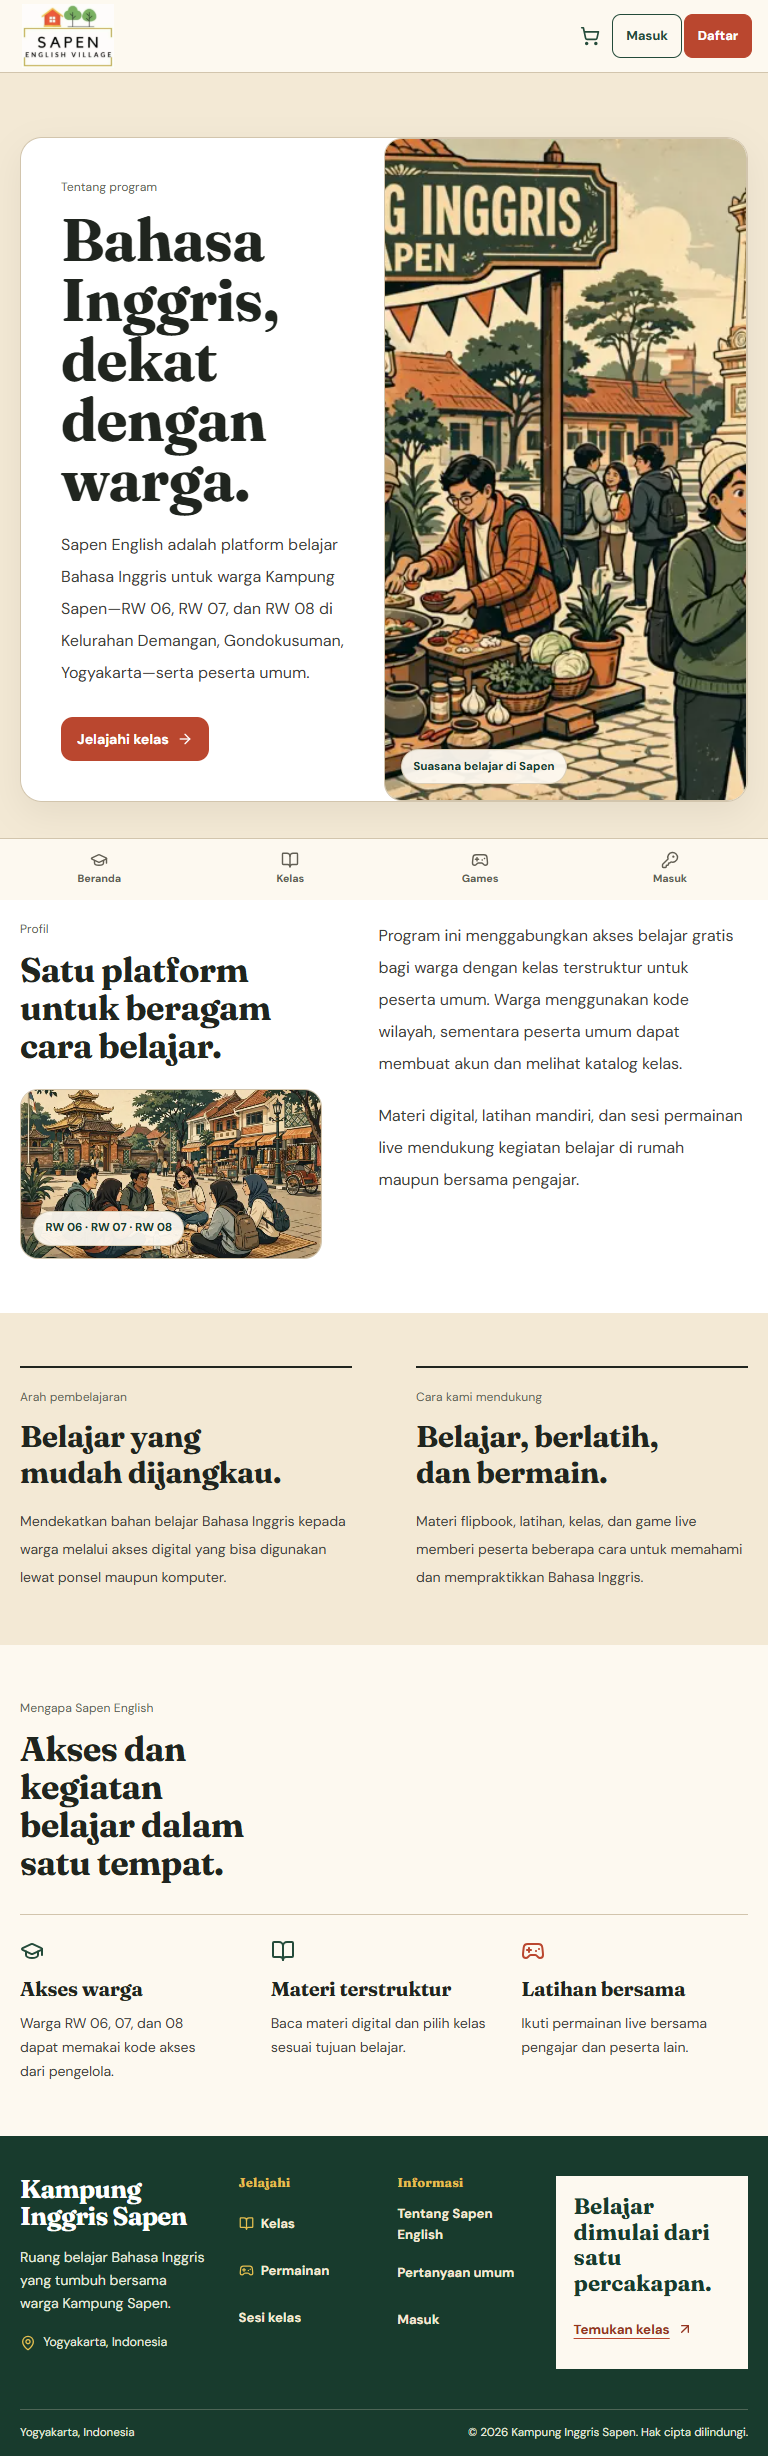 SAPEN
ENGLISH VILLAGE
Masuk
Daftar
Tentang program
Bahasa
Inggris,
dekat
dengan
warga.
Sapen English adalah platform belajar
Bahasa Inggris untuk warga Kampung
Sapen—RW 06, RW 07, dan RW 08 di
Kelurahan Demangan, Gondokusuman,
Yogyakarta—serta peserta umum.
Jelajahi kelas
G INGGRIS
APEN
Suasana belajar di Sapen
Beranda
Kelas
Games
Masuk
Profil
Satu platform
untuk beragam
cara belajar.
RW 06 · RW 07 · RW 08
Program ini menggabungkan akses belajar gratis
bagi warga dengan kelas terstruktur untuk
peserta umum. Warga menggunakan kode
wilayah, sementara peserta umum dapat
membuat akun dan melihat katalog kelas.
Materi digital, latihan mandiri, dan sesi permainan
live mendukung kegiatan belajar di rumah
maupun bersama pengajar.
Arah pembelajaran
Belajar yang
mudah dijangkau.
Mendekatkan bahan belajar Bahasa Inggris kepada
warga melalui akses digital yang bisa digunakan
lewat ponsel maupun komputer.
Cara kami mendukung
Belajar, berlatih,
dan bermain.
Materi flipbook, latihan, kelas, dan game live
memberi peserta beberapa cara untuk memahami
dan mempraktikkan Bahasa Inggris.
Mengapa Sapen English
Akses dan
kegiatan
belajar dalam
satu tempat.
Akses warga
Warga RW 06, 07, dan 08
dapat memakai kode akses
dari pengelola.
Materi terstruktur
Baca materi digital dan pilih kelas
sesuai tujuan belajar.
Latihan bersama
Ikuti permainan live bersama
pengajar dan peserta lain.
Kampung
Inggris Sapen
Ruang belajar Bahasa Inggris
yang tumbuh bersama
warga Kampung Sapen.
Yogyakarta, Indonesia
Jelajahi
Kelas
Permainan
Sesi kelas
Informasi
Tentang Sapen
English
Pertanyaan umum
Masuk
Belajar
dimulai dari
satu
percakapan.
Temukan kelas
Yogyakarta, Indonesia
© 2026 Kampung Inggris Sapen. Hak cipta dilindungi.